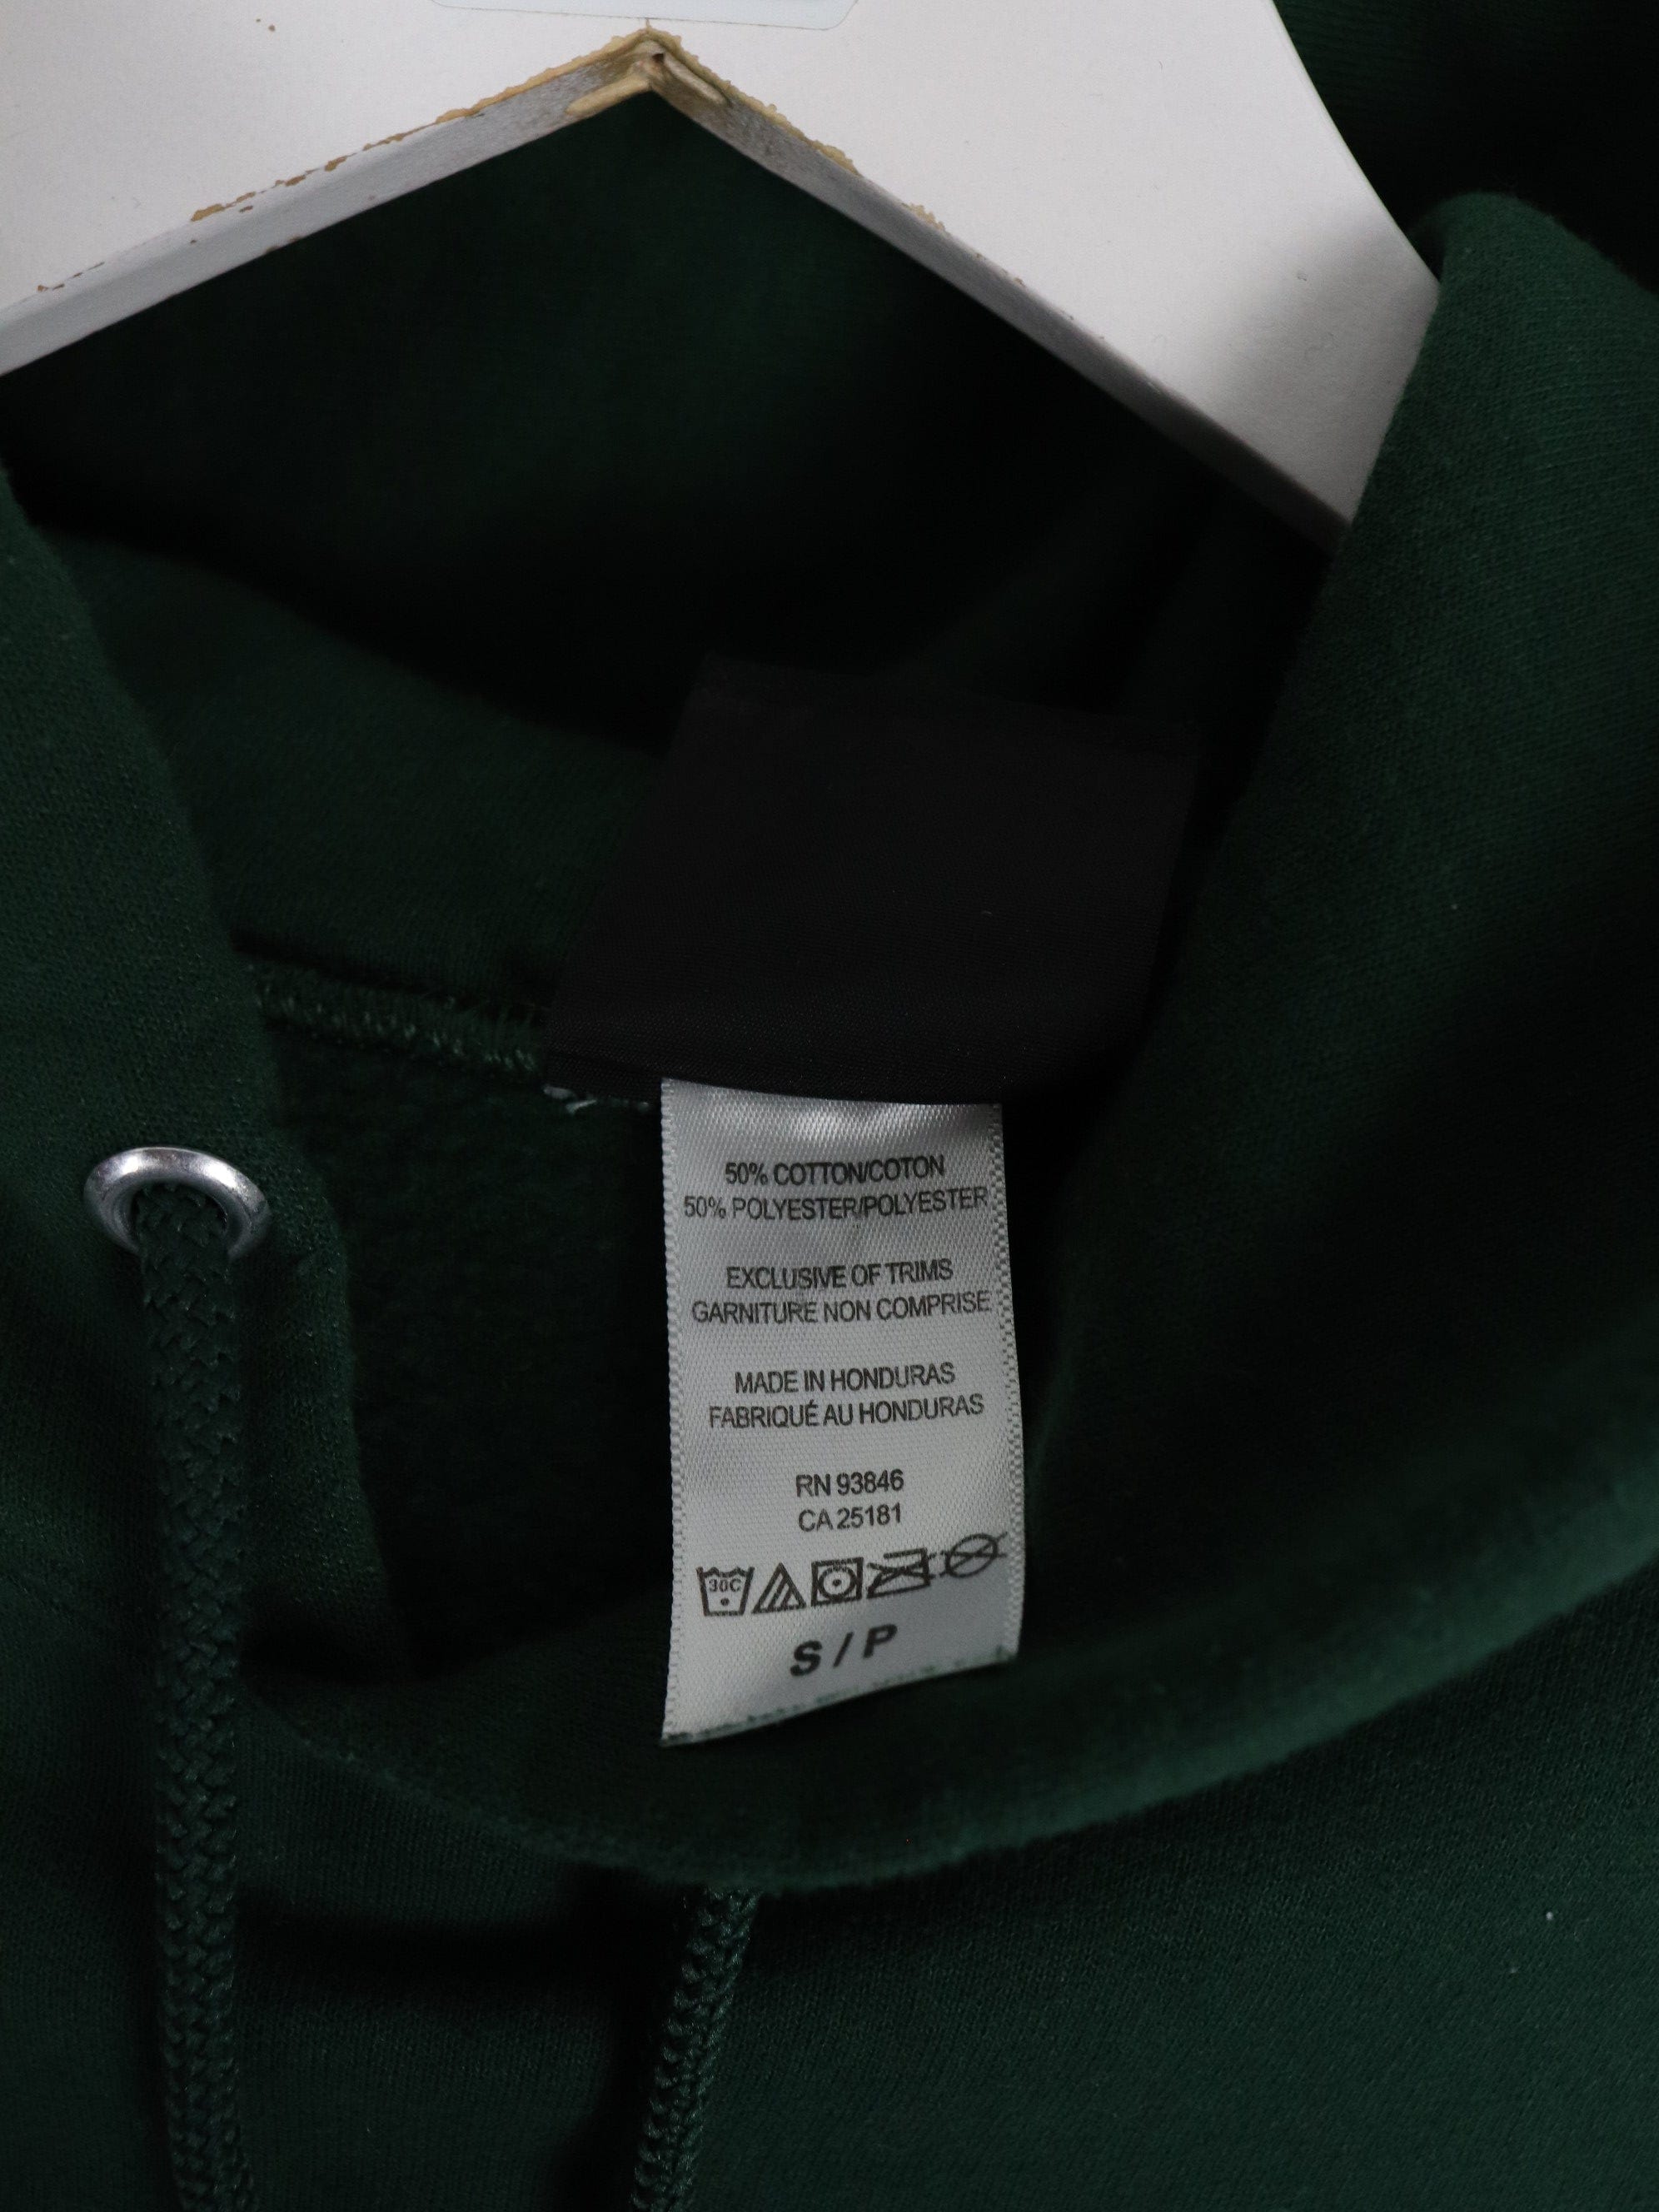 50% COTTON/COTON
50% POLYESTER/POLYESTER
EXCLUSIVE OF TRIMS
GARNITURE NON COMPRISE
MADE IN HONDURAS
FABRIQUÉ AU HONDURAS
RN 93846
CA 25181
30C
S / P